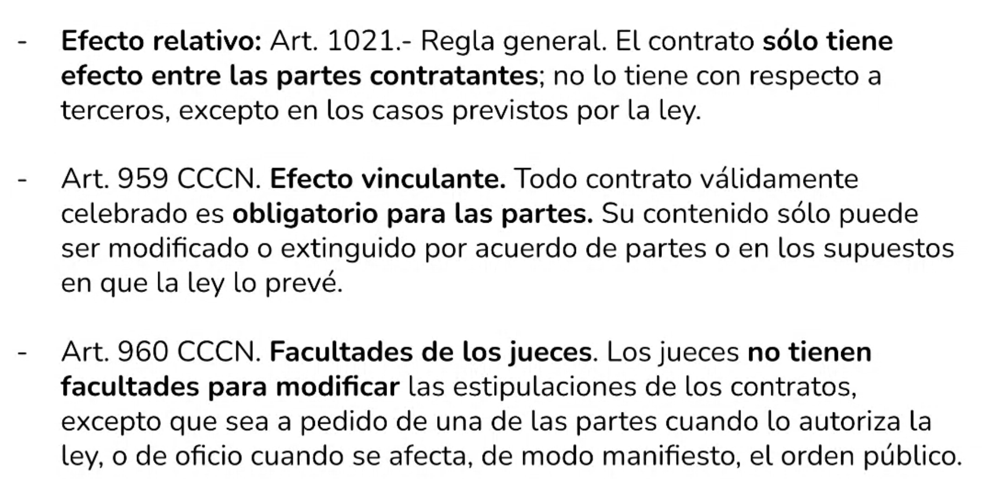 - Efecto relativo: Art. 1021.- Regla general. El contrato sólo tiene
efecto entre las partes contratantes; no lo tiene con respecto a
terceros, excepto en los casos previstos por la ley.
- Art. 959 CCCN. Efecto vinculante. Todo contrato válidamente
celebrado es obligatorio para las partes. Su contenido sólo puede
ser modificado o extinguido por acuerdo de partes o en los supuestos
en que la ley lo prevé.
- Art. 960 CCCN. Facultades de los jueces. Los jueces no tienen
facultades para modificar las estipulaciones de los contratos,
excepto que sea a pedido de una de las partes cuando lo autoriza la
ley, o de oficio cuando se afecta, de modo manifiesto, el orden público.